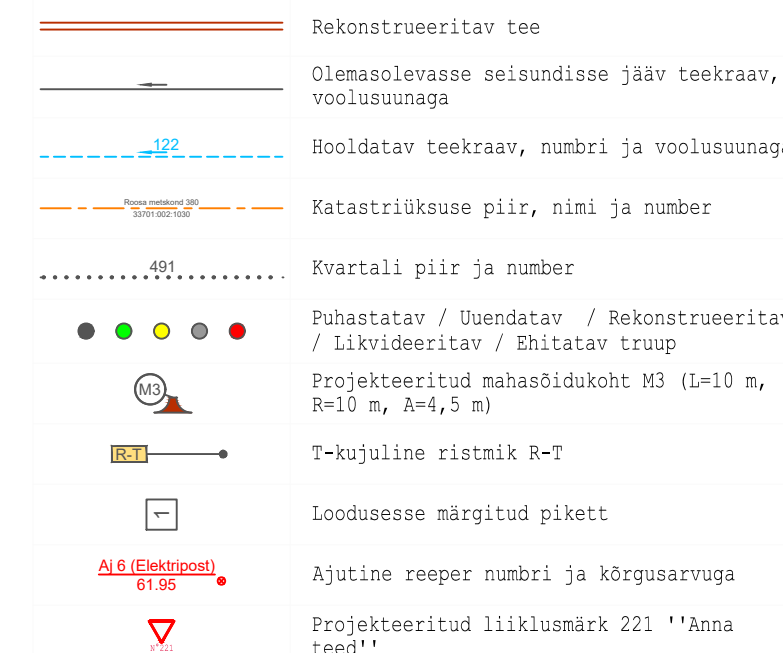 Rekonstrueeritav tee
Olemasolevasse seisundisse jääv teekraav,
voolusuunaga
122
Hooldatav teekraav, numbri ja voolusuunaga
Roosa metskond 380
33701:002:1030
Katastriüksuse piir, nimi ja number
491
Kvartali piir ja number
Puhastatav / Uuendatav / Rekonstrueeritav
/ Likvideeritav / Ehitatav truup
M3
Projekteeritud mahasõidukoht M3 (L=10 m,
R=10 m, A=4,5 m)
R-T
T-kujuline ristmik R-T
1
Loodusesse märgitud pikett
Aj 6 (Elektripost)
61.95
Ajutine reeper numbri ja kõrgusarvuga
N°221
Projekteeritud liiklusmärk 221 ''Anna
teed''